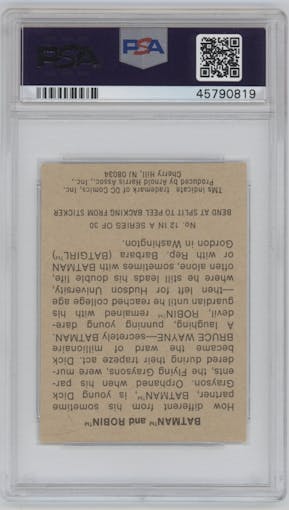 PSA
PSA
45790819
BATMAN™ and ROBIN™
How different from his sometime
partner, BATMAN™, is young Dick
Grayson. Orphaned when his par-
ents, the Flying Graysons, were mur-
dered during their trapeze act, Dick
became the ward of millionaire
BRUCE WAYNE—secretely BATMAN.
A laughing, punning young dare-
devil, ROBIN™ remained with his
guardian until he reached college age
—then left for Hudson University,
where he still leads his double life,
often alone, sometimes with BATMAN
or with Rep. Barbara (BATGIRL™)
Gordon in Washington.
No. 12 IN A SERIES OF 30
BEND AT SPLIT TO PEEL BACKING FROM STICKER
TMs indicate trademark of DC Comics, Inc.
Produced by Arnold Harris Assoc., Inc.,
Cherry Hill, NJ 08034